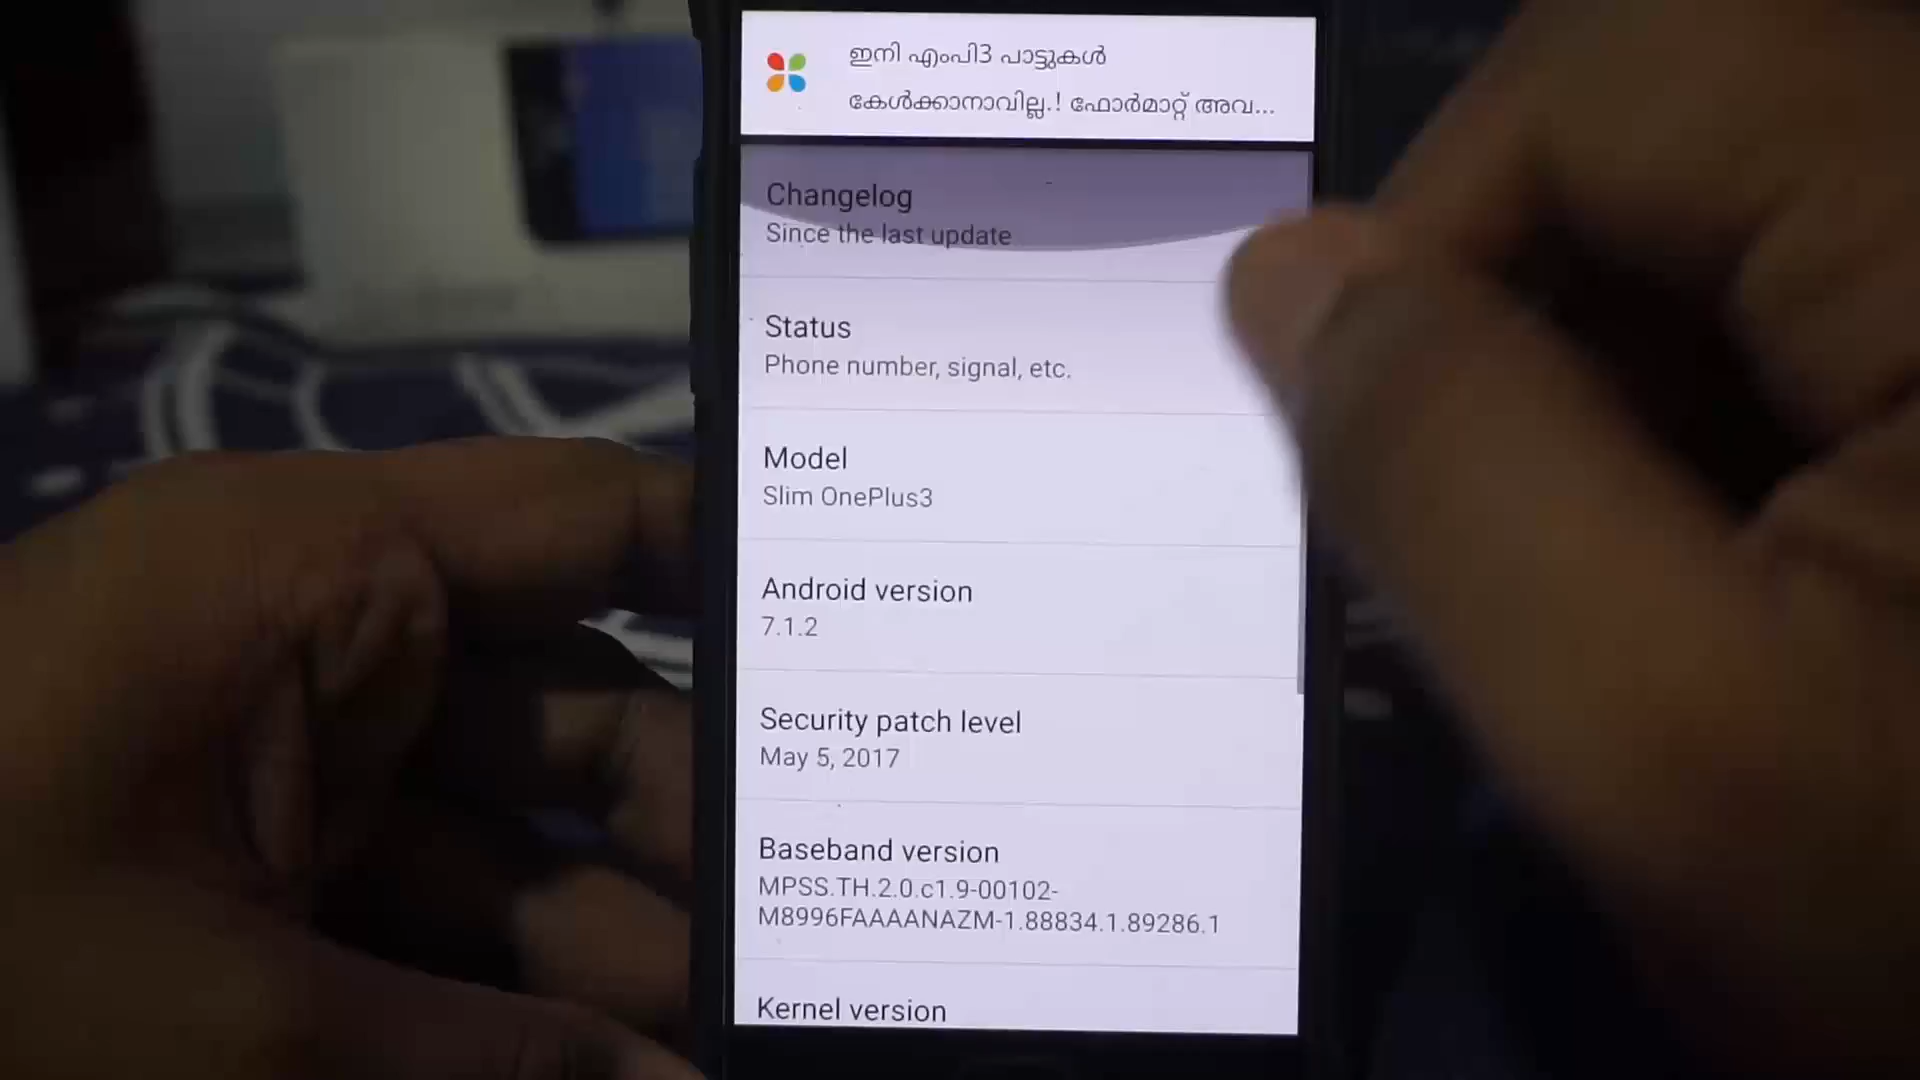 ഇനി എംപി3 പാട്ടുകൾ
കേൾക്കാനാവില്ല.! ഫോർമാറ്റ് അവ...
Changelog
Since the last update
Status
Phone number, signal, etc.
Model
Slim OnePlus3
Android version
7.1.2
Security patch level
May 5, 2017
Baseband version
MPSS.TH.2.0.c1.9-00102-
M8996FAAAANAZM-1.88834.1.89286.1
Kernel version